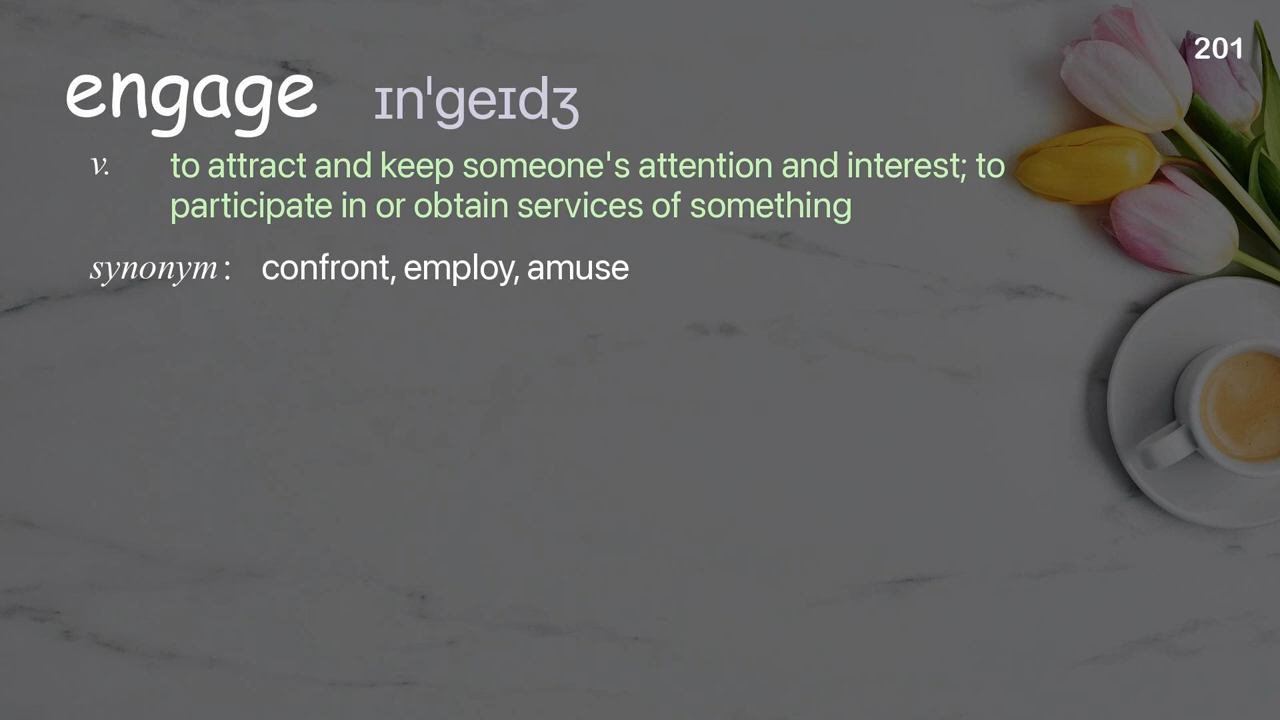 201
engage ɪnˈgeɪdʒ
v. to attract and keep someone's attention and interest; to
participate in or obtain services of something
synonym: confront, employ, amuse